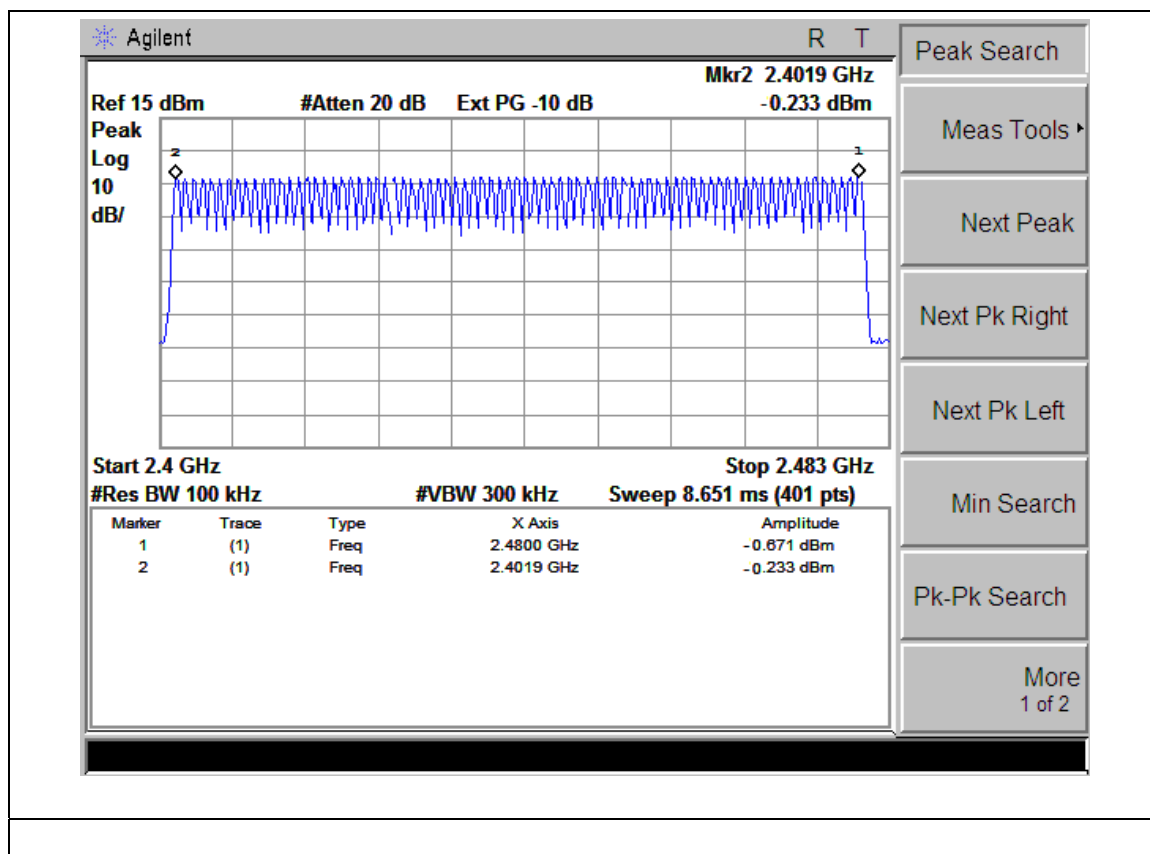 Agilent R T
Peak Search
Mkr2 2.4019 GHz
Ref 15 dBm #Atten 20 dB Ext PG -10 dB -0.233 dBm
Peak
Log
10
dB/
2
1
Meas Tools
Next Peak
Next Pk Right
Next Pk Left
Start 2.4 GHz Stop 2.483 GHz
#Res BW 100 kHz #VBW 300 kHz Sweep 8.651 ms (401 pts)
Min Search
Marker Trace Type X Axis Amplitude
1 (1) Freq 2.4800 GHz -0.671 dBm
2 (1) Freq 2.4019 GHz -0.233 dBm
Pk-Pk Search
More
1 of 2